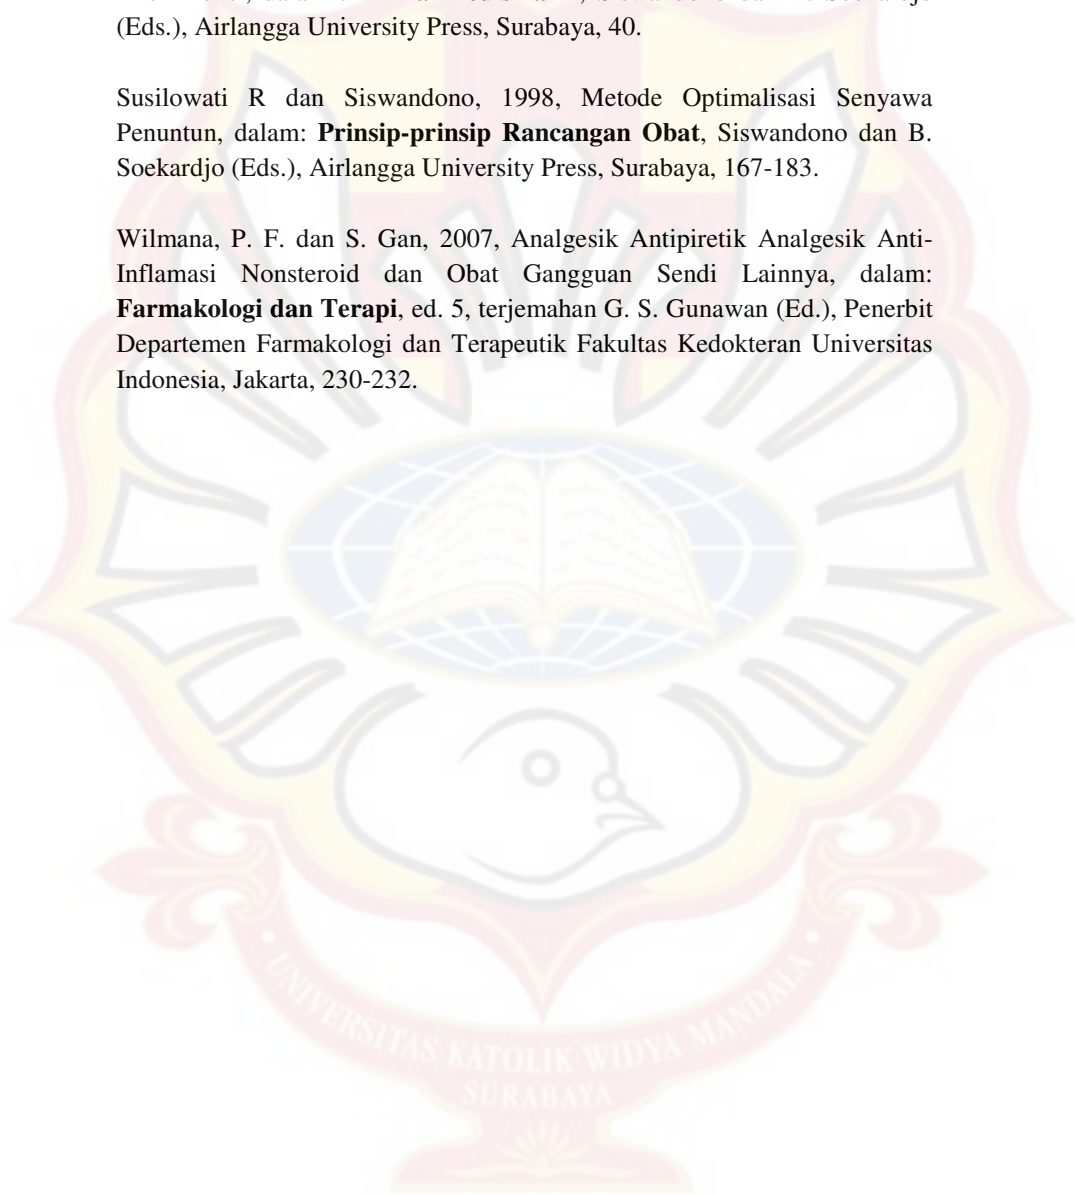 (Eds.), Airlangga University Press, Surabaya, 40.
Susilowati R dan Siswandono, 1998, Metode Optimalisasi Senyawa
Penuntun, dalam: Prinsip-prinsip Rancangan Obat, Siswandono dan B.
Soekardjo (Eds.), Airlangga University Press, Surabaya, 167-183.
Wilmana, P. F. dan S. Gan, 2007, Analgesik Antipiretik Analgesik Anti-
Inflamasi Nonsteroid dan Obat Gangguan Sendi Lainnya, dalam:
Farmakologi dan Terapi, ed. 5, terjemahan G. S. Gunawan (Ed.), Penerbit
Departemen Farmakologi dan Terapeutik Fakultas Kedokteran Universitas
Indonesia, Jakarta, 230-232.
UNIVERSITAS KATOLIK WIDYA MANDALA
SURABAYA